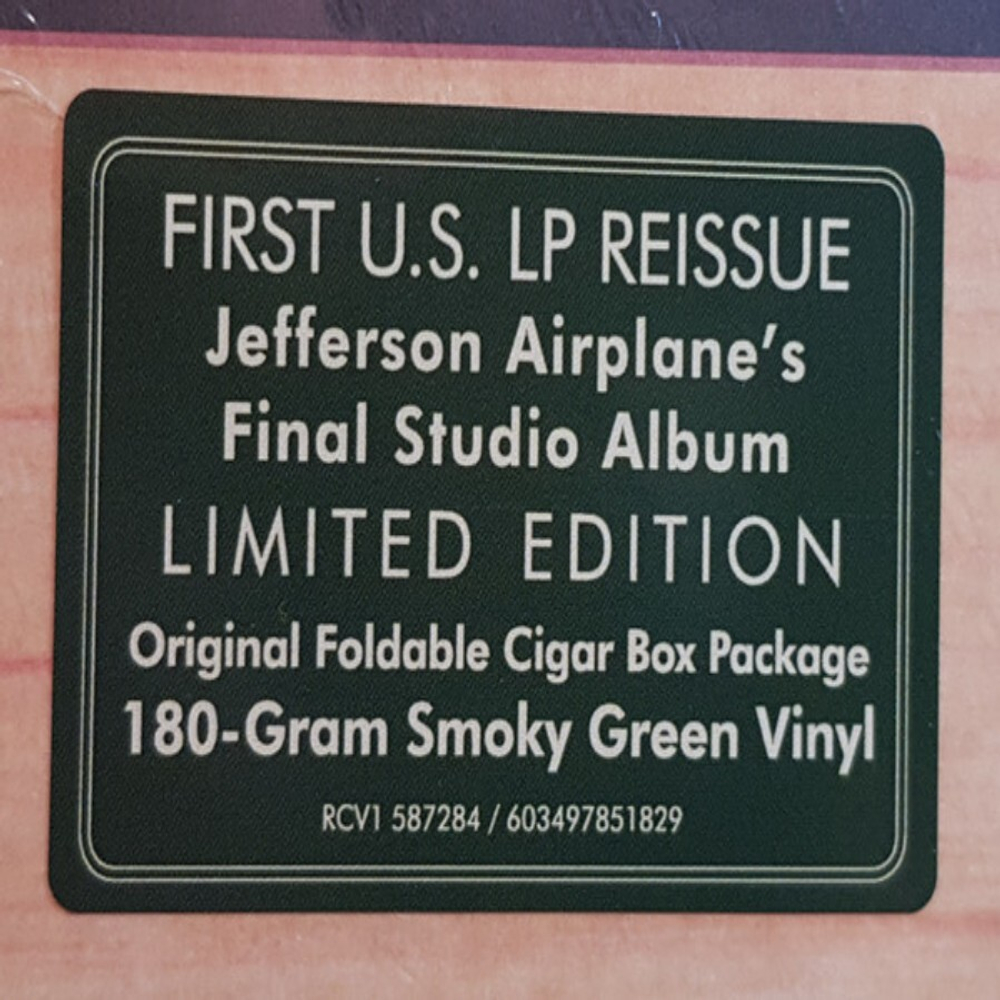 FIRST U.S. LP REISSUE
Jefferson Airplane’s
Final Studio Album
LIMITED EDITION
Original Foldable Cigar Box Package
180-Gram Smoky Green Vinyl
RCV1 587284 / 603497851829